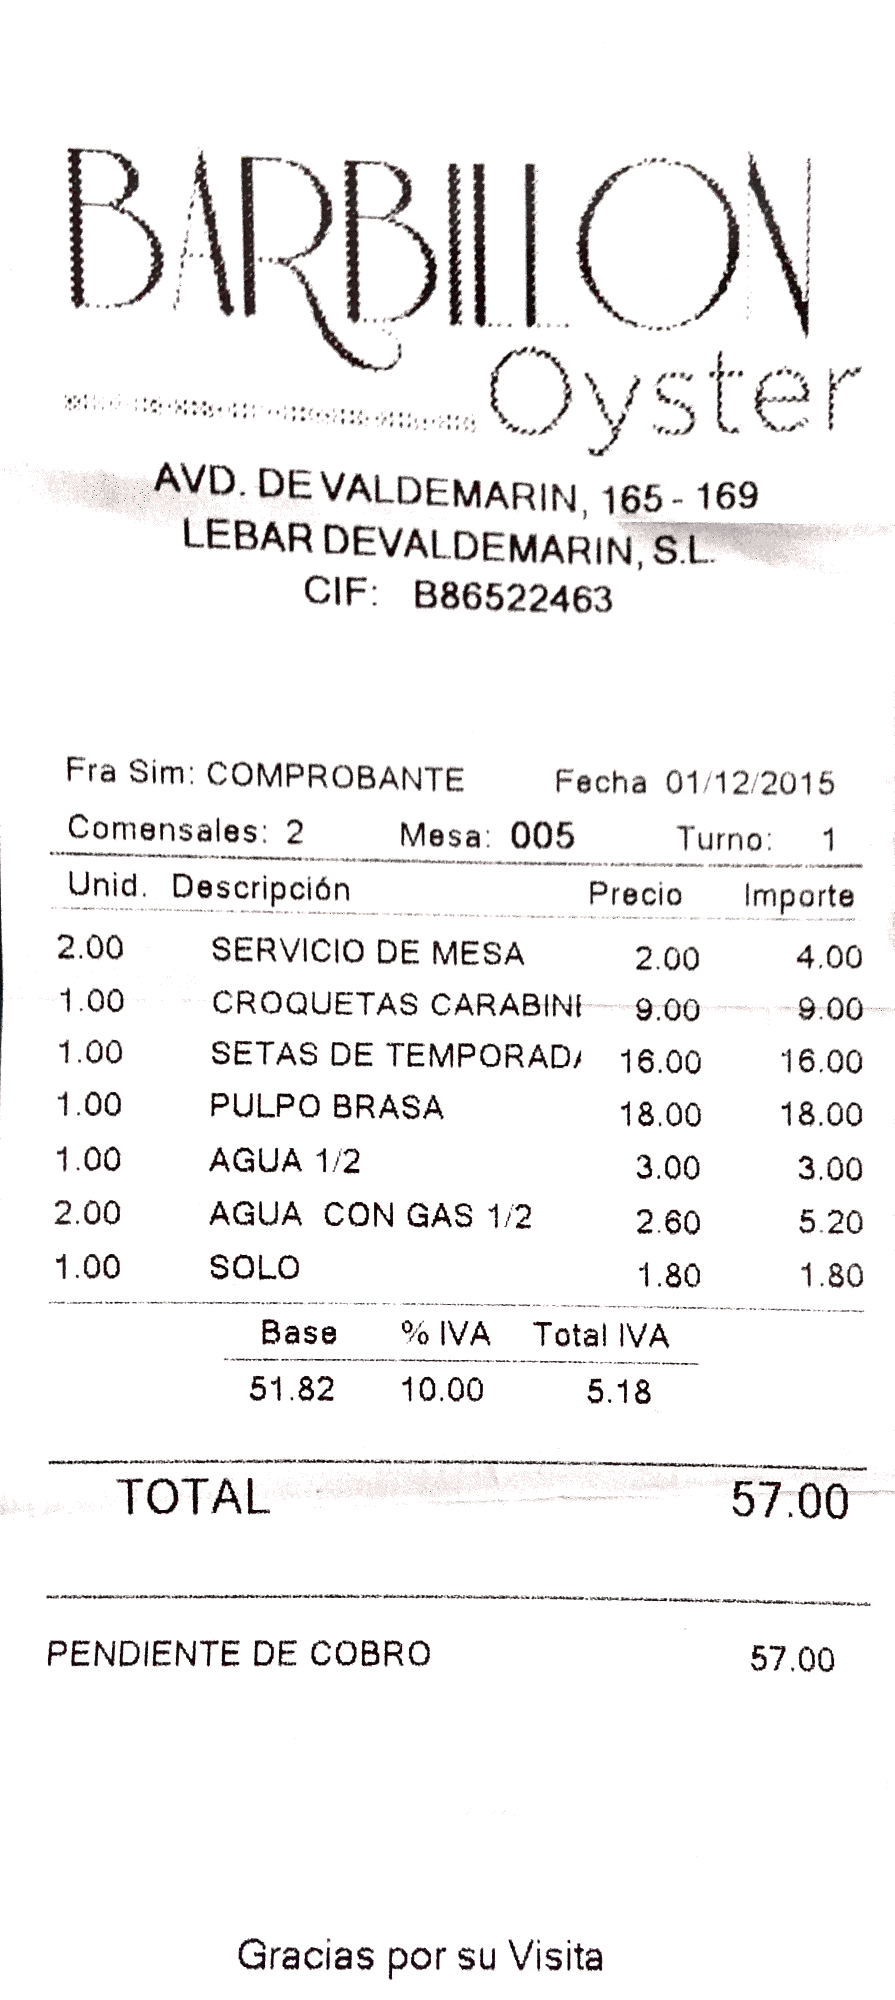 BARBILLON
Oyster
AVD. DE VALDEMARIN, 165 - 169
LEBAR DEVALDEMARIN, S.L.
CIF: B86522463
Fra Sim: COMPROBANTE Fecha 01/12/2015
Comensales: 2 Mesa: 005 Turno: 1
Unid. Descripción Precio Importe
2.00 SERVICIO DE MESA 2.00 4.00
1.00 CROQUETAS CARABIN 9.00 9.00
1.00 SETAS DE TEMPORADA 16.00 16.00
1.00 PULPO BRASA 18.00 18.00
1.00 AGUA 1/2 3.00 3.00
2.00 AGUA CON GAS 1/2 2.60 5.20
1.00 SOLO 1.80 1.80
Base % IVA Total IVA
51.82 10.00 5.18
TOTAL 57.00
PENDIENTE DE COBRO 57.00
Gracias por su Visita